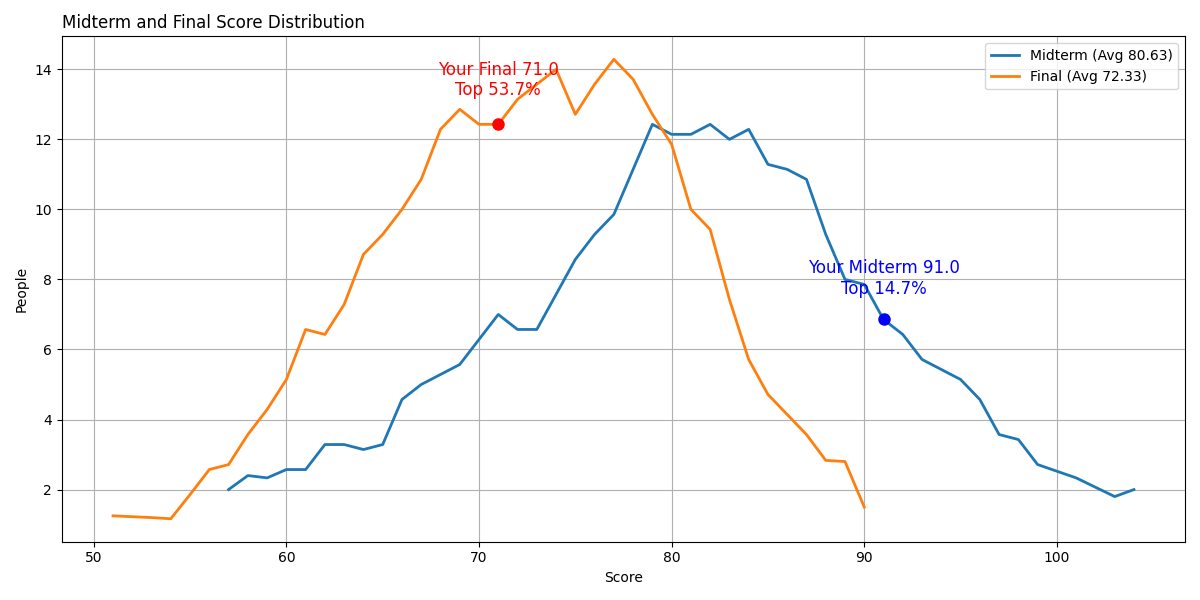 Midterm and Final Score Distribution
Midterm (Avg 80.63)
Final (Avg 72.33)
Your Final 71.0
Top 53.7%
Your Midterm 91.0
Top 14.7%
People
14
12
10
8
6
4
2
50
60
70
80
90
100
Score